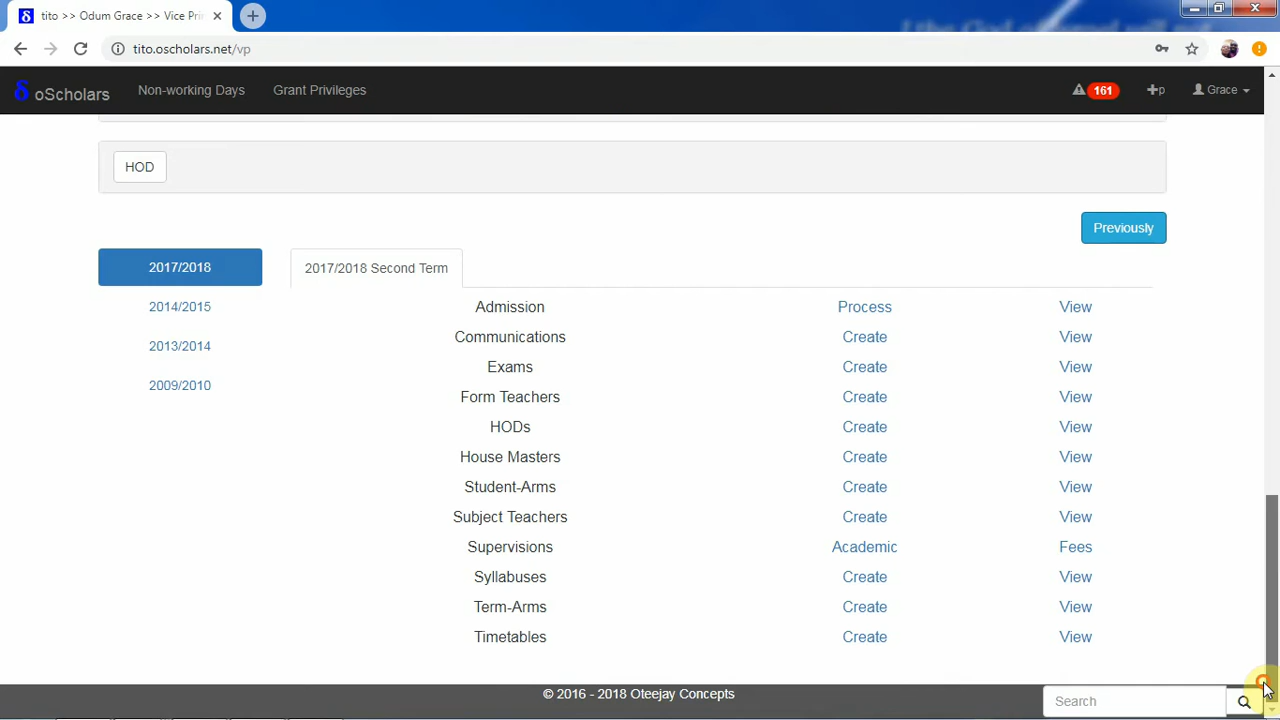 tito >> Odum Grace >> Vice Prin
tito.oscholars.net/vp
δ oScholars Non-working Days Grant Privileges 161 p Grace
HOD
Previously
2017/2018 2017/2018 Second Term
2014/2015
2013/2014
2009/2010
Admission Process View
Communications Create View
Exams Create View
Form Teachers Create View
HODs Create View
House Masters Create View
Student-Arms Create View
Subject Teachers Create View
Supervisions Academic Fees
Syllabuses Create View
Term-Arms Create View
Timetables Create View
© 2016 - 2018 Oteejay Concepts
Search